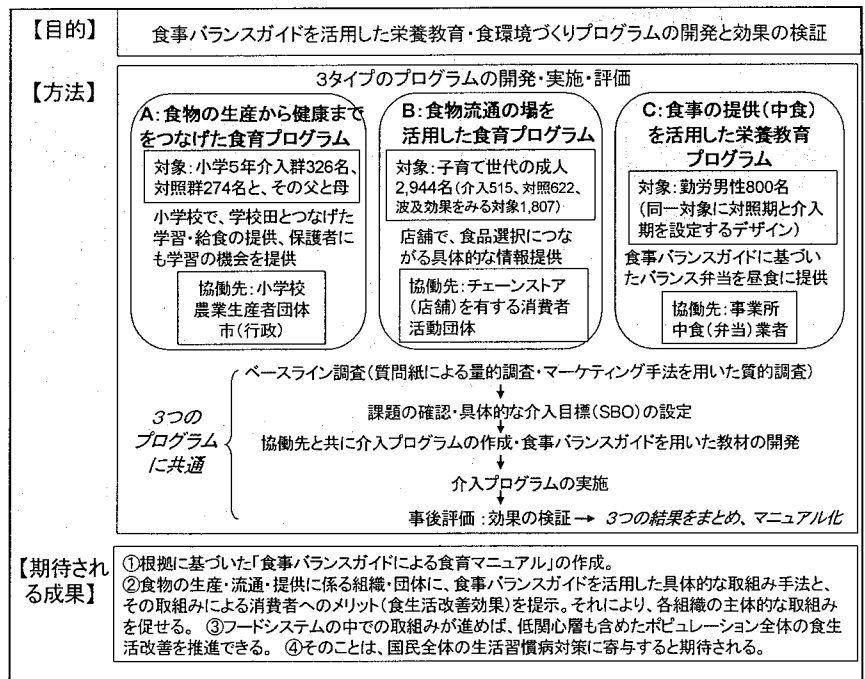 【目的】
食事バランスガイドを活用した栄養教育・食環境づくりプログラムの開発と効果の検証
【方法】
3タイプのプログラムの開発・実施・評価
A:食物の生産から健康まで
をつなげた食育プログラム
対象:小学5年介入群326名、
対照群274名と、その父と母
小学校で、学校田とつなげた
学習・給食の提供、保護者に
も学習の機会を提供
協働先:小学校
農業生産者団体
市(行政)
B:食物流通の場を
活用した食育プログラム
対象:子育て世代の成人
2,944名(介入515、対照622、
波及効果をみる対象1,807)
店舗で、食品選択につな
がる具体的な情報提供
協働先:チェーンストア
(店舗)を有する消費者
活動団体
C:食事の提供(中食)
を活用した栄養教育
プログラム
対象:勤労男性800名
(同一対象に対照期と介入
期を設定するデザイン)
食事バランスガイドに基づい
たバランス弁当を昼食に提供
協働先:事業所
中食(弁当)業者
3つの
プログラム
に共通
ベースライン調査(質問紙による量的調査・マーケティング手法を用いた質的調査)
↓
課題の確認・具体的な介入目標(SBO)の設定
↓
協働先と共に介入プログラムの作成・食事バランスガイドを用いた教材の開発
↓
介入プログラムの実施
↓
事後評価:効果の検証→ 3つの結果をまとめ、マニュアル化
【期待され
る成果】
①根拠に基づいた「食事バランスガイドによる食育マニュアル」の作成。
②食物の生産・流通・提供に係る組織・団体に、食事バランスガイドを活用した具体的な取組み手法と、
その取組みによる消費者へのメリット(食生活改善効果)を提示。それにより、各組織の主体的な取組み
を促せる。 ③フードシステムの中での取組みが進めば、低関心層も含めたポピュレーション全体の食生
活改善を推進できる。 ④そのことは、国民全体の生活習慣病対策に寄与すると期待される。